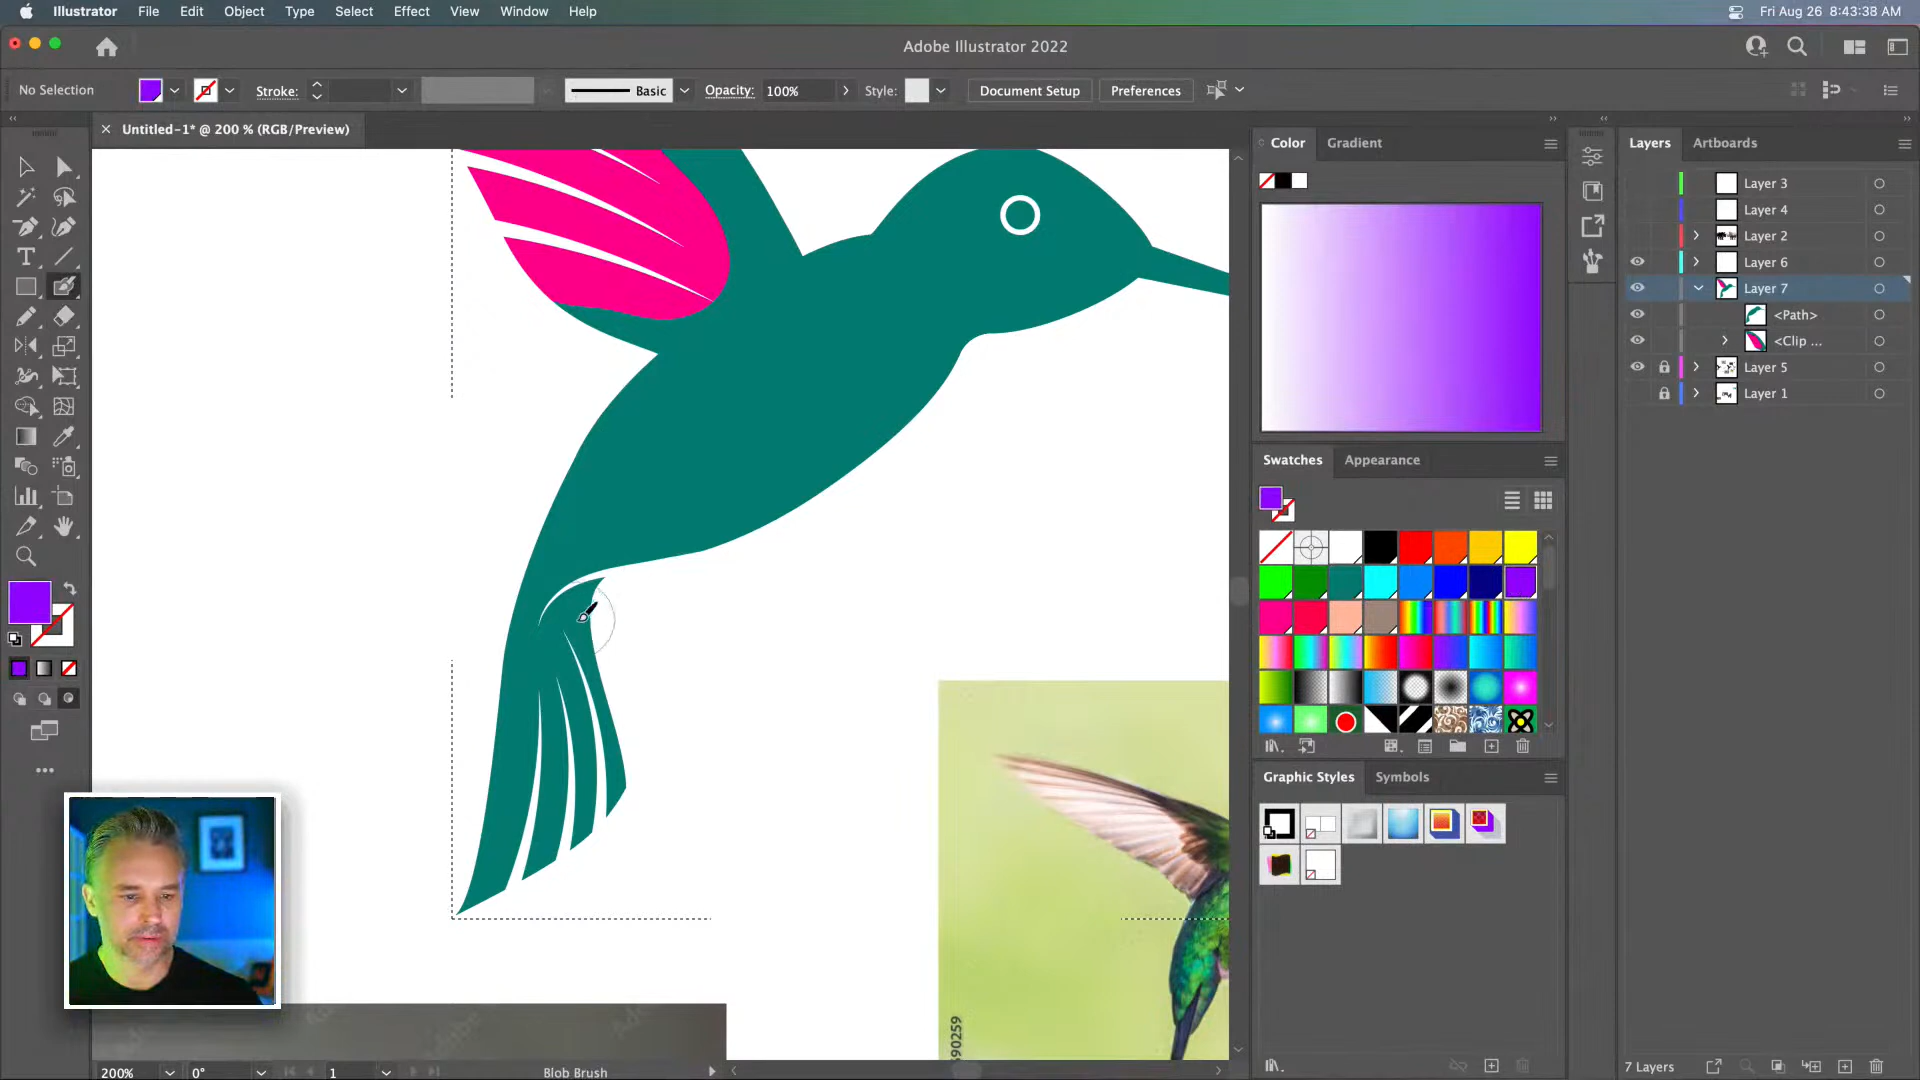 Illustrator File Edit Object Type Select Effect View Window Help
Fri Aug 26 8:43:38 AM
Adobe Illustrator 2022
No Selection
Stroke:
Basic
Opacity: 100%
Style:
Document Setup
Preferences
× Untitled-1* @ 200 % (RGB/Preview)
Color
Gradient
Layers
Artboards
Layer 3
Layer 4
Layer 2
Layer 6
Layer 7
<Path>
<Clip ...
Layer 5
Layer 1
Swatches
Appearance
Graphic Styles
Symbols
590259
200%
0°
1
Blob Brush
7 Layers